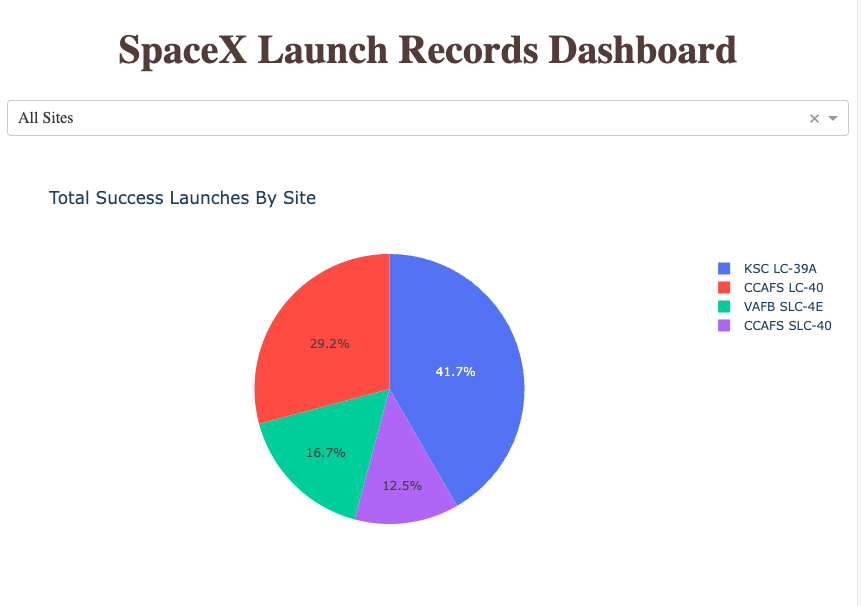 SpaceX Launch Records Dashboard
All Sites
Total Success Launches By Site
KSC LC-39A
CCAFS LC-40
VAFB SLC-4E
CCAFS SLC-40
29.2%
41.7%
16.7%
12.5%